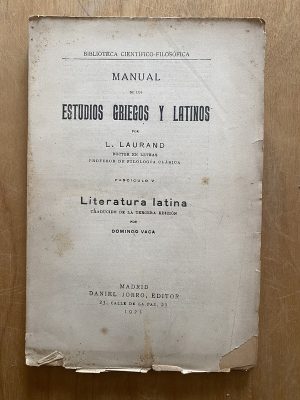 BIBLIOTECA CIENTÍFICO-FILOSÓFICA
MANUAL
DE LOS
ESTUDIOS GRIEGOS Y LATINOS
POR
L. LAURAND
DOCTOR EN LETRAS
PROFESOR DE FILOLOGÍA CLÁSICA
FASCÍCULO V
Literatura latina
TRADUCIDO DE LA TERCERA EDICIÓN
POR
DOMINGO VACA
MADRID
DANIEL JORRO, EDITOR
23, CALLE DE LA PAZ, 23